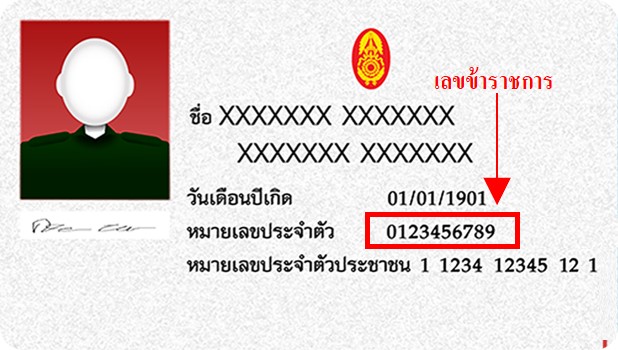 เลขข้าราชการ
ชื่อ XXXXXXX XXXXXXX
XXXXXXX XXXXXXX
วันเดือนปีเกิด 01/01/1901
หมายเลขประจำตัว 0123456789
หมายเลขประจำตัวประชาชน 1 1234 12345 12 1